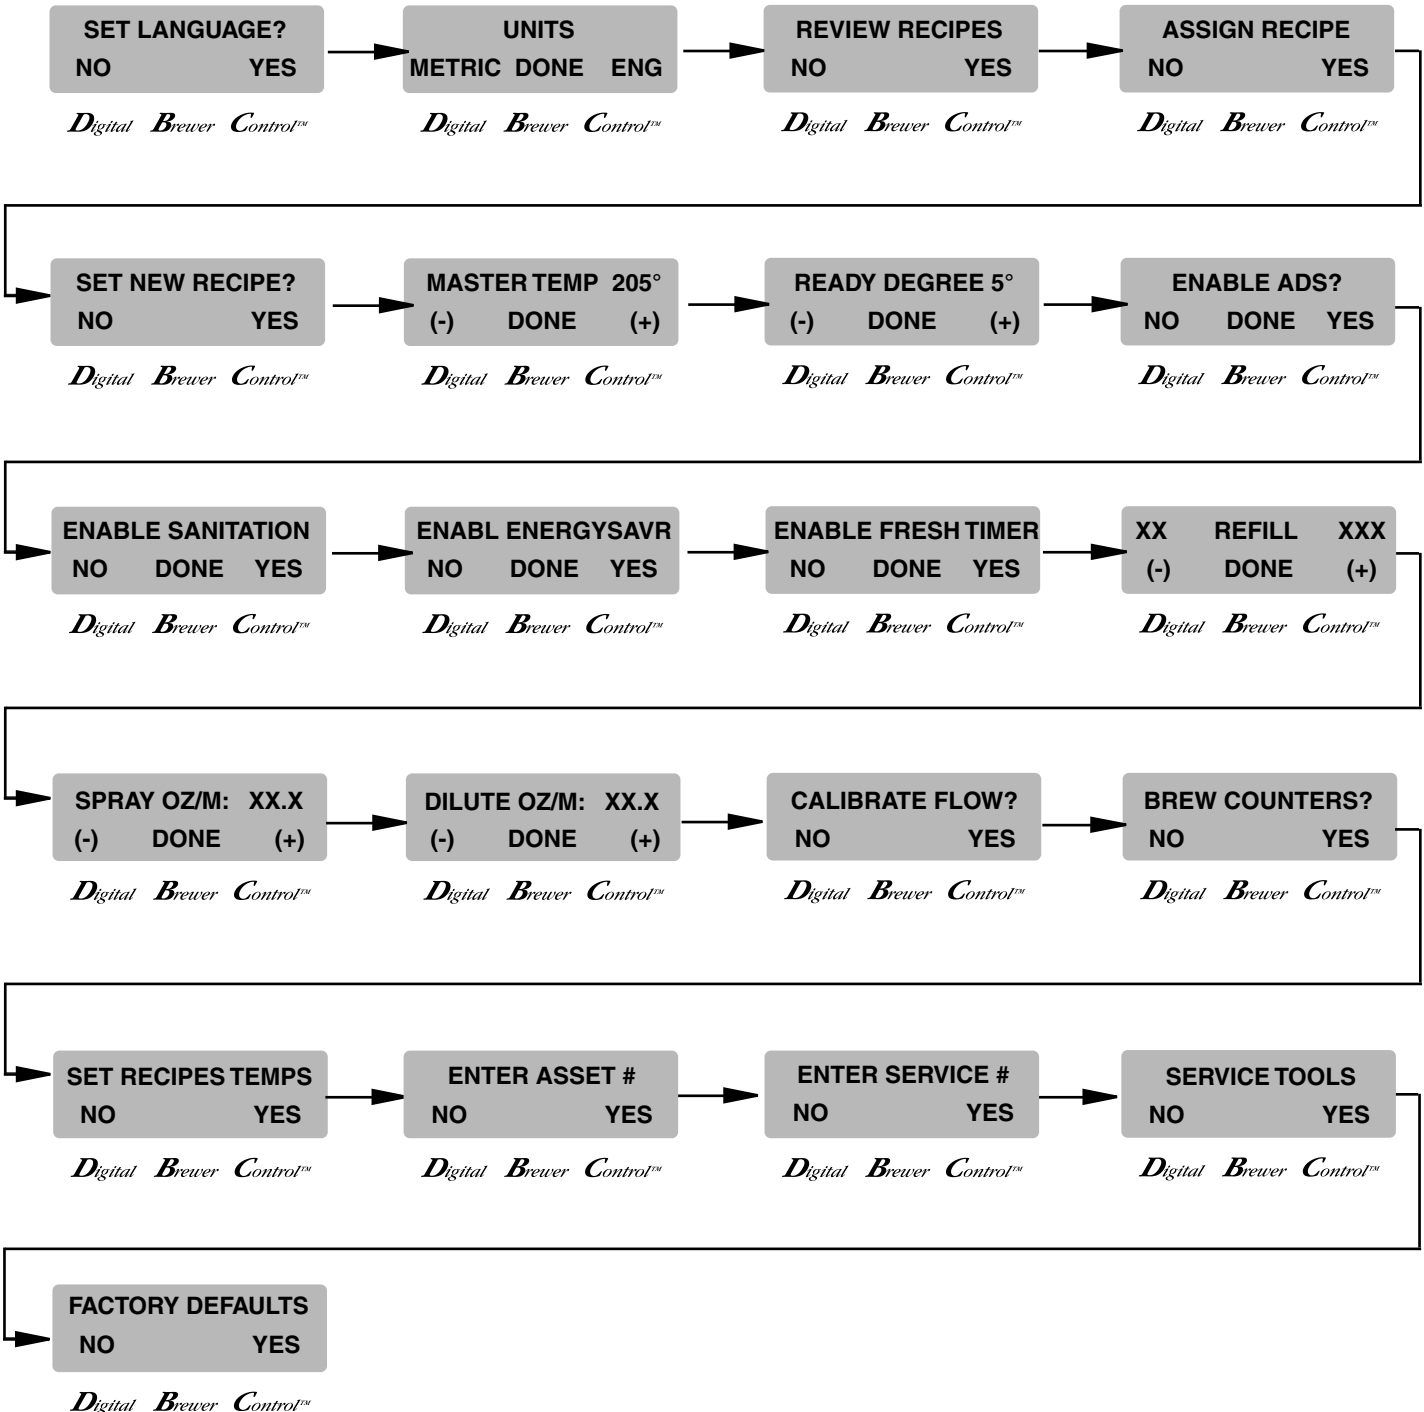 SET LANGUAGE?
NO YES
Digital Brewer Control™
UNITS
METRIC DONE ENG
Digital Brewer Control™
REVIEW RECIPES
NO YES
Digital Brewer Control™
ASSIGN RECIPE
NO YES
Digital Brewer Control™
SET NEW RECIPE?
NO YES
Digital Brewer Control™
MASTER TEMP 205°
(-) DONE (+)
Digital Brewer Control™
READY DEGREE 5°
(-) DONE (+)
Digital Brewer Control™
ENABLE ADS?
NO DONE YES
Digital Brewer Control™
ENABLE SANITATION
NO DONE YES
Digital Brewer Control™
ENABL ENERGYSAVR
NO DONE YES
Digital Brewer Control™
ENABLE FRESH TIMER
NO DONE YES
Digital Brewer Control™
XX REFILL XXX
(-) DONE (+)
Digital Brewer Control™
SPRAY OZ/M: XX.X
(-) DONE (+)
Digital Brewer Control™
DILUTE OZ/M: XX.X
(-) DONE (+)
Digital Brewer Control™
CALIBRATE FLOW?
NO YES
Digital Brewer Control™
BREW COUNTERS?
NO YES
Digital Brewer Control™
SET RECIPES TEMPS
NO YES
Digital Brewer Control™
ENTER ASSET #
NO YES
Digital Brewer Control™
ENTER SERVICE #
NO YES
Digital Brewer Control™
SERVICE TOOLS
NO YES
Digital Brewer Control™
FACTORY DEFAULTS
NO YES
Digital Brewer Control™